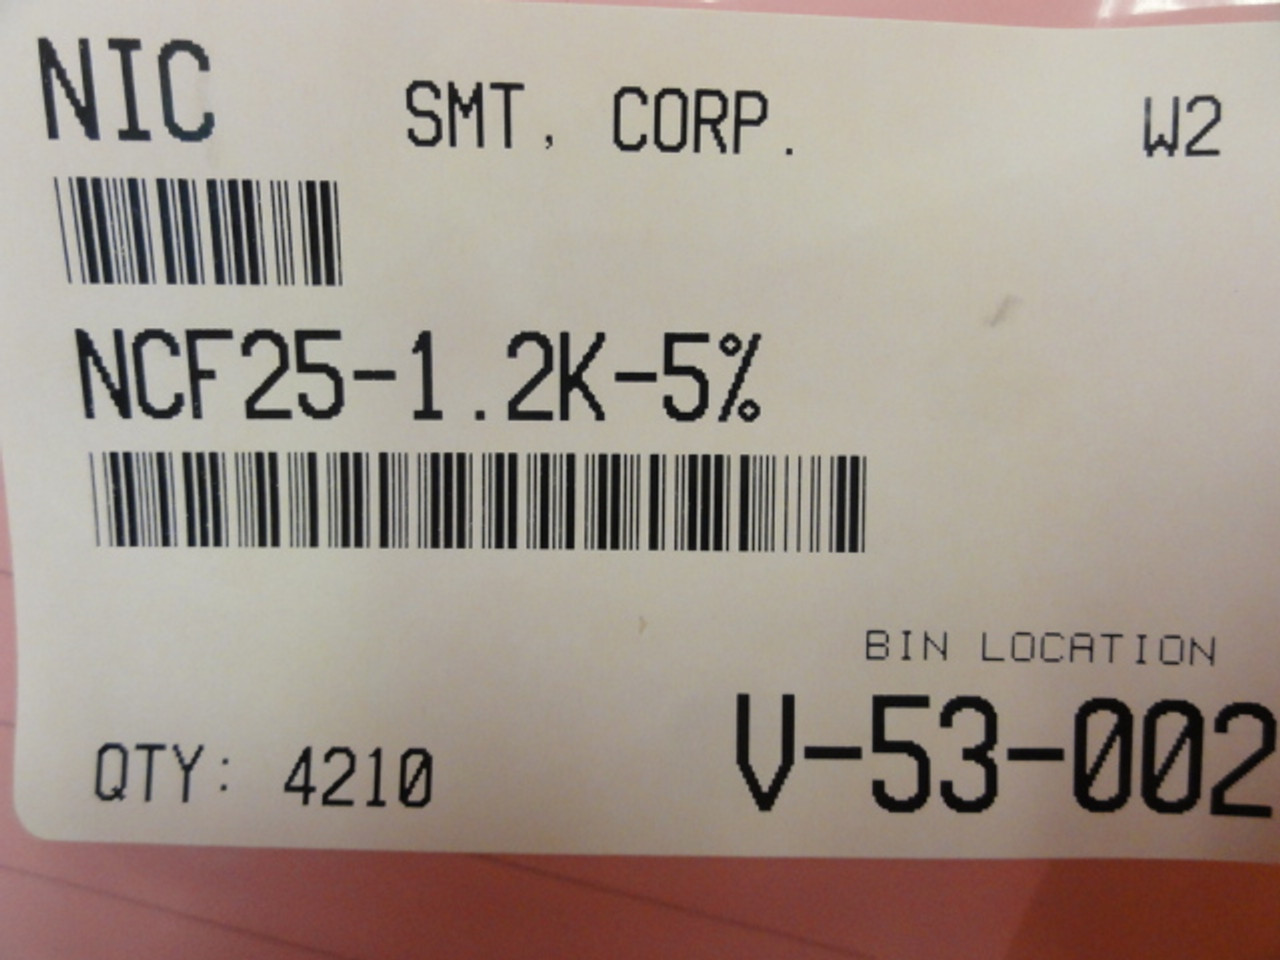 NIC SMT, CORP. W2
NCF25-1.2K-5%
BIN LOCATION
QTY: 4210 V-53-002